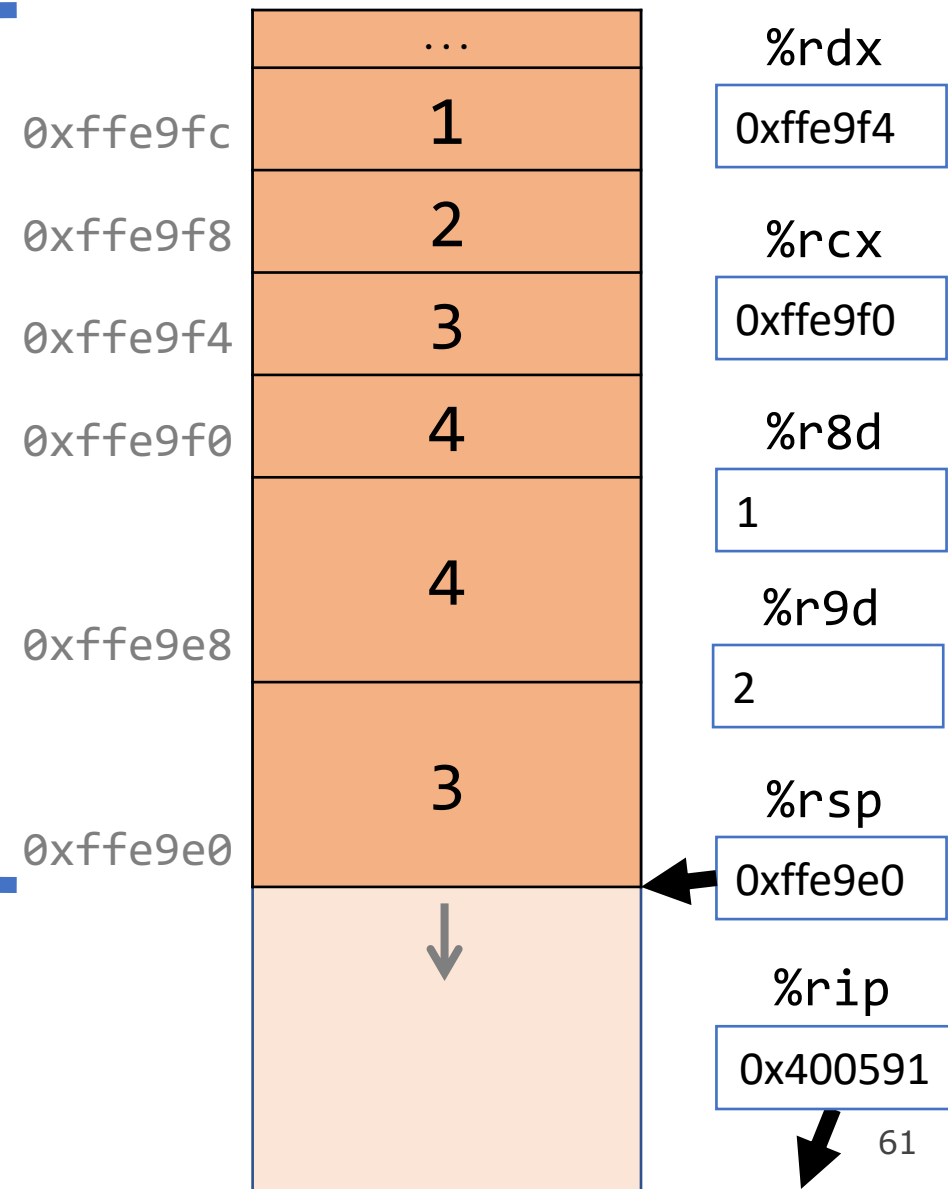 ...
0xffe9fc 1
0xffe9f8 2
0xffe9f4 3
0xffe9f0 4
0xffe9e8 4
0xffe9e0 3
%rdx
0xffe9f4
%rcx
0xffe9f0
%r8d
1
%r9d
2
%rsp
0xffe9e0
%rip
0x400591
61